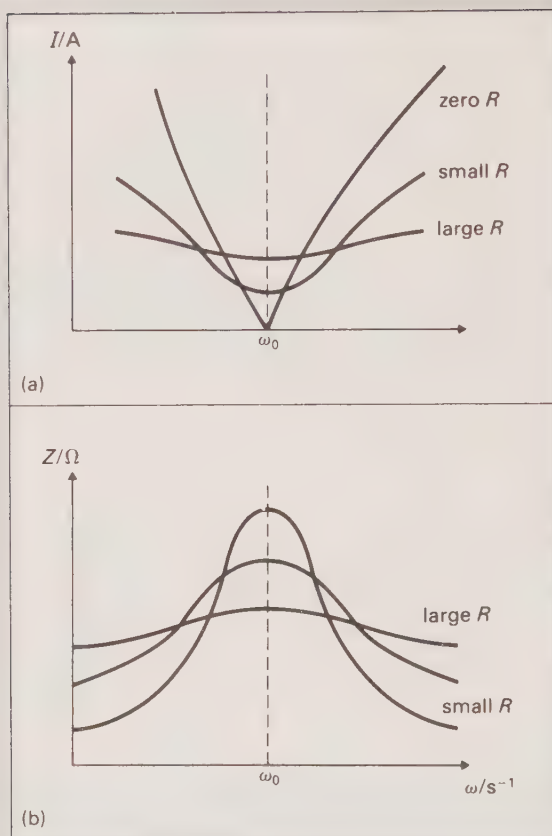 I/A
zero R
small R
large R
ω₀
(a)
Z/Ω
large R
small R
ω₀
ω/s⁻¹
(b)